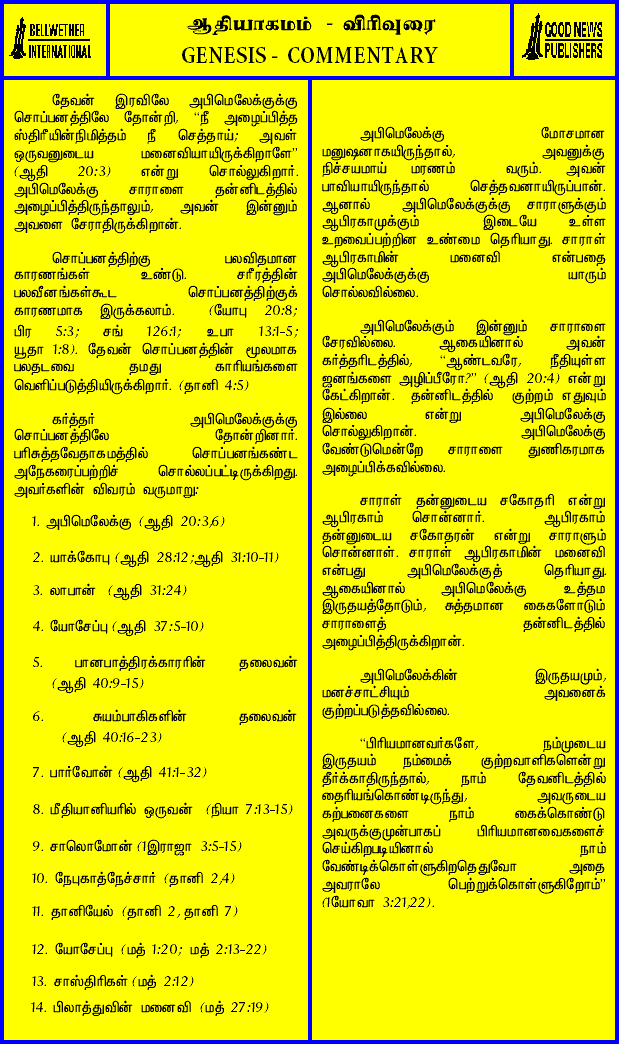 BELLWETHER
INTERNATIONAL
ஆதியாகமம் - விரிவுரை
GENESIS - COMMENTARY
GOOD NEWS
PUBLISHERS
தேவன் இரவிலே அபிமெலேக்குக்கு
சொப்பனத்திலே தோன்றி, “நீ அழைப்பித்த
ஸ்திரீயின்நிமித்தம் நீ செத்தாய்; அவள்
ஒருவனுடைய மனைவியாயிருக்கிறாளே”
(ஆதி 20:3) என்று சொல்லுகிறார்.
அபிமெலேக்கு சாராளை தன்னிடத்தில்
அழைப்பித்திருந்தாலும், அவன் இன்னும்
அவளை சேராதிருக்கிறான்.
சொப்பனத்திற்கு பலவிதமான
காரணங்கள் உண்டு. சரீரத்தின்
பலவீனங்கள்கூட சொப்பனத்திற்குக்
காரணமாக இருக்கலாம். (யோபு 20:8;
பிர 5:3; சங் 126:1; உபா 13:1-5;
யூதா 1:8). தேவன் சொப்பனத்தின் மூலமாக
பலதடவை தமது காரியங்களை
வெளிப்படுத்தியிருக்கிறார். (தானி 4:5)
கர்த்தர் அபிமெலேக்குக்கு
சொப்பனத்திலே தோன்றினார்.
பரிசுத்தவேதாகமத்தில் சொப்பனங்கண்ட
அநேகரைப்பற்றிச் சொல்லப்பட்டிருக்கிறது.
அவர்களின் விவரம் வருமாறு:
1. அபிமெலேக்கு (ஆதி 20:3,6)
2. யாக்கோபு (ஆதி 28:12 ;ஆதி 31:10-11)
3. லாபான் (ஆதி 31:24)
4. யோசேப்பு (ஆதி 37:5-10)
5. பானபாத்திரக்காரரின் தலைவன்
(ஆதி 40:9-15)
6. சுயம்பாகிகளின் தலைவன்
(ஆதி 40:16-23)
7. பார்வோன் (ஆதி 41:1-32)
8. மீதியானியரில் ஒருவன் (நியா 7:13-15)
9. சாலொமோன் (1இராஜா 3:5-15)
10. நேபுகாத்நேச்சார் (தானி 2,4)
11. தானியேல் (தானி 2, தானி 7)
12. யோசேப்பு (மத் 1:20; மத் 2:13-22)
13. சாஸ்திரிகள் (மத் 2:12)
14. பிலாத்துவின் மனைவி (மத் 27:19)
அபிமெலேக்கு மோசமான
மனுஷனாகயிருந்தால், அவனுக்கு
நிச்சயமாய் மரணம் வரும். அவன்
பாவியாயிருந்தால் செத்தவனாயிருப்பான்.
ஆனால் அபிமெலேக்குக்கு சாராளுக்கும்
ஆபிரகாமுக்கும் இடையே உள்ள
உறவைப்பற்றின உண்மை தெரியாது. சாராள்
ஆபிரகாமின் மனைவி என்பதை
அபிமெலேக்குக்கு யாரும்
சொல்லவில்லை.
அபிமெலேக்கும் இன்னும் சாராளை
சேரவில்லை. ஆகையினால் அவன்
கர்த்தரிடத்தில், “ஆண்டவரே, நீதியுள்ள
ஜனங்களை அழிப்பீரோ?” (ஆதி 20:4) என்று
கேட்கிறான். தன்னிடத்தில் குற்றம் எதுவும்
இல்லை என்று அபிமெலேக்கு
சொல்லுகிறான். அபிமெலேக்கு
வேண்டுமென்றே சாராளை துணிகரமாக
அழைப்பிக்கவில்லை.
சாராள் தன்னுடைய சகோதரி என்று
ஆபிரகாம் சொன்னார். ஆபிரகாம்
தன்னுடைய சகோதரன் என்று சாராளும்
சொன்னாள். சாராள் ஆபிரகாமின் மனைவி
என்பது அபிமெலேக்குத் தெரியாது.
ஆகையினால் அபிமெலேக்கு உத்தம
இருதயத்தோடும், சுத்தமான கைகளோடும்
சாராளைத் தன்னிடத்தில்
அழைப்பித்திருக்கிறான்.
அபிமெலேக்கின் இருதயமும்,
மனச்சாட்சியும் அவனைக்
குற்றப்படுத்தவில்லை.
“பிரியமானவர்களே, நம்முடைய
இருதயம் நம்மைக் குற்றவாளிகளென்று
தீர்க்காதிருந்தால், நாம் தேவனிடத்தில்
தைரியங்கொண்டிருந்து, அவருடைய
கற்பனைகளை நாம் கைக்கொண்டு
அவருக்குமுன்பாகப் பிரியமானவைகளைச்
செய்கிறபடியினால் நாம்
வேண்டிக்கொள்ளுகிறதெதுவோ அதை
அவராலே பெற்றுக்கொள்ளுகிறோம்”
(1யோவா 3:21,22).